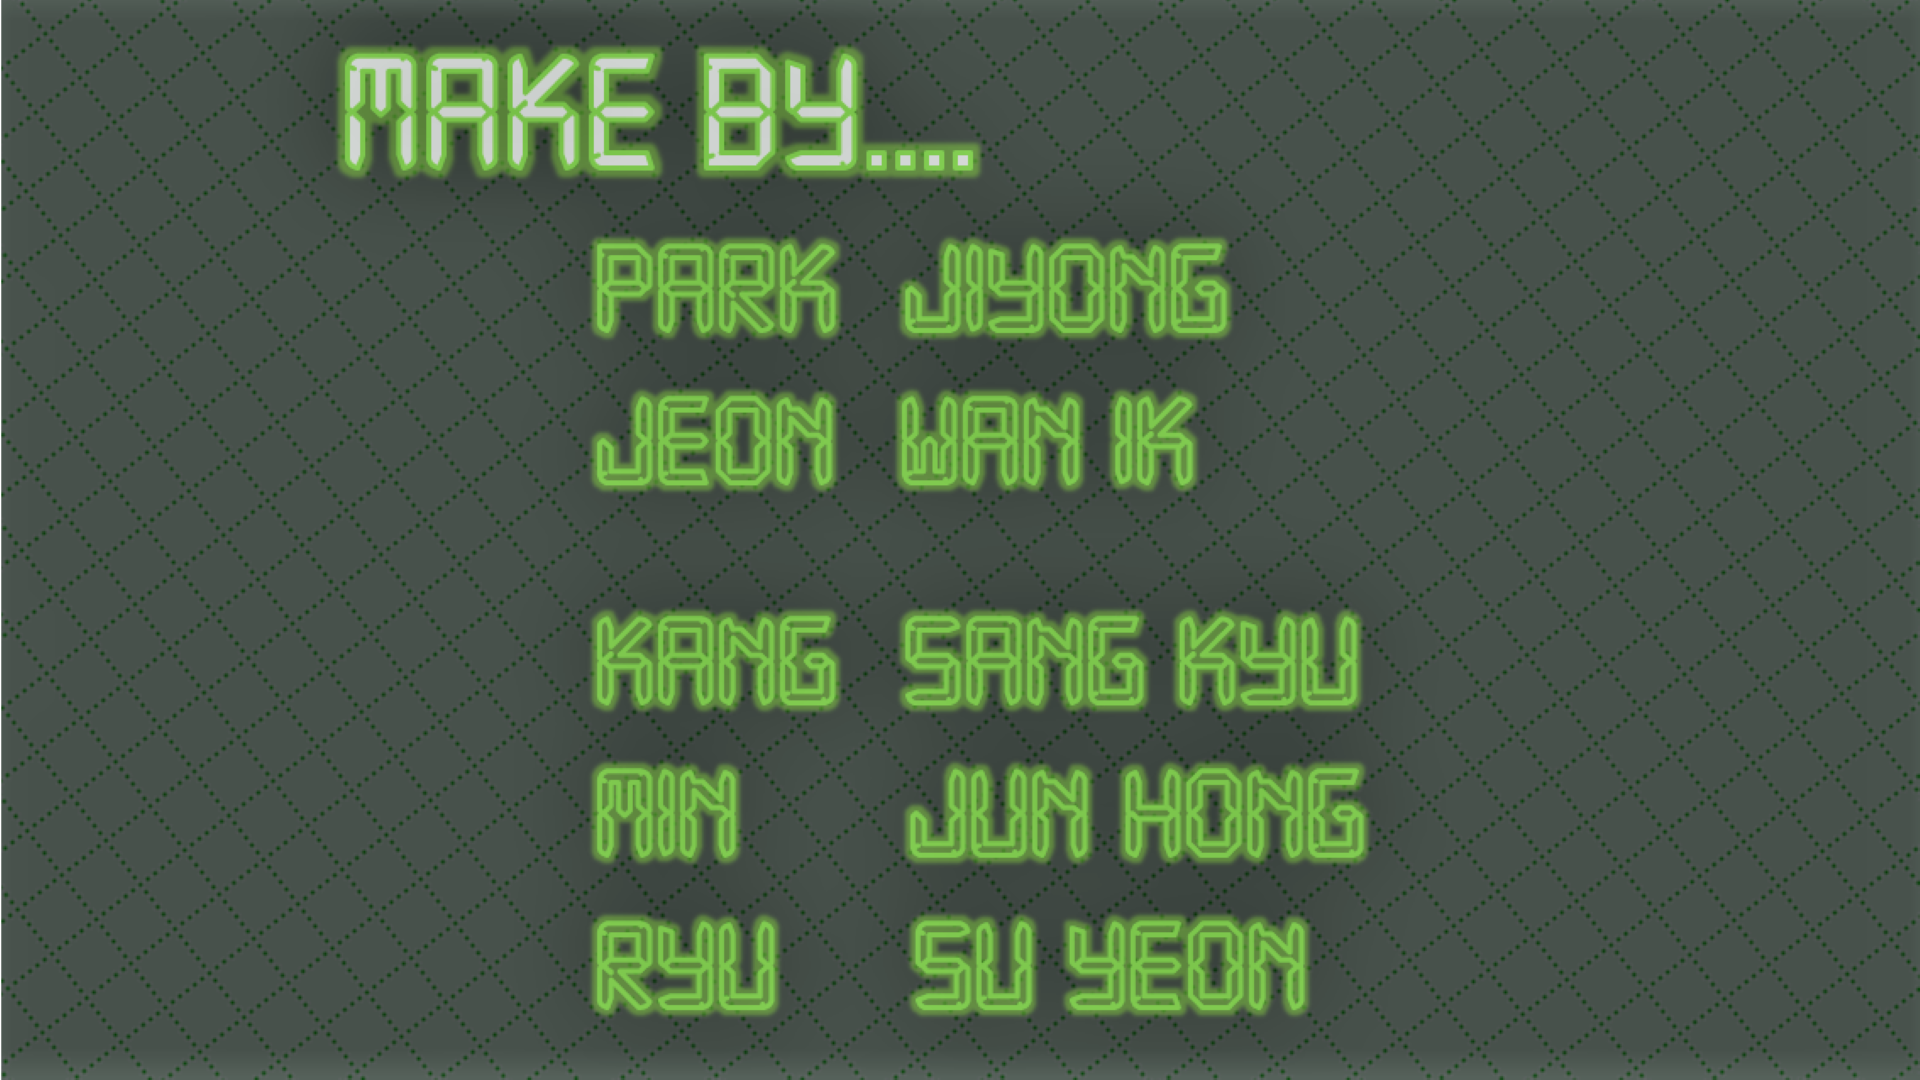 MAKE BY....
PARK JIYONG
JEON WAN IK
KANG SANG KYU
MIN JUN HONG
RYU SU YEON